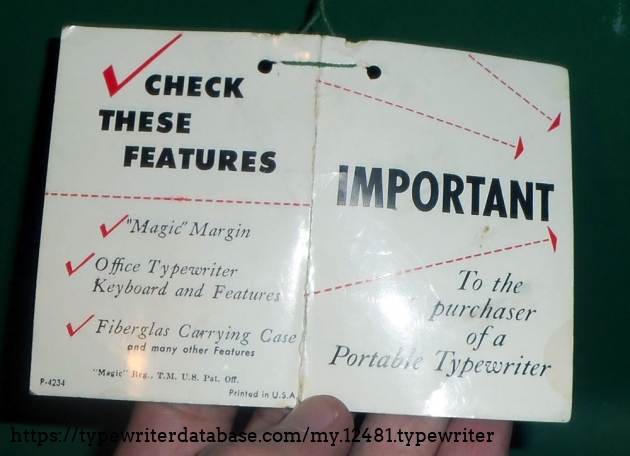 CHECK
THESE
FEATURES
"Magic" Margin
Office Typewriter
Keyboard and Features
Fiberglas Carrying Case
and many other Features
"Magic" Reg., T.M. U.S. Pat. Off.
P-4234
Printed in U.S.A.
IMPORTANT
To the
purchaser
of a
Portable Typewriter
https://typewriterdatabase.com/my.12481.typewriter